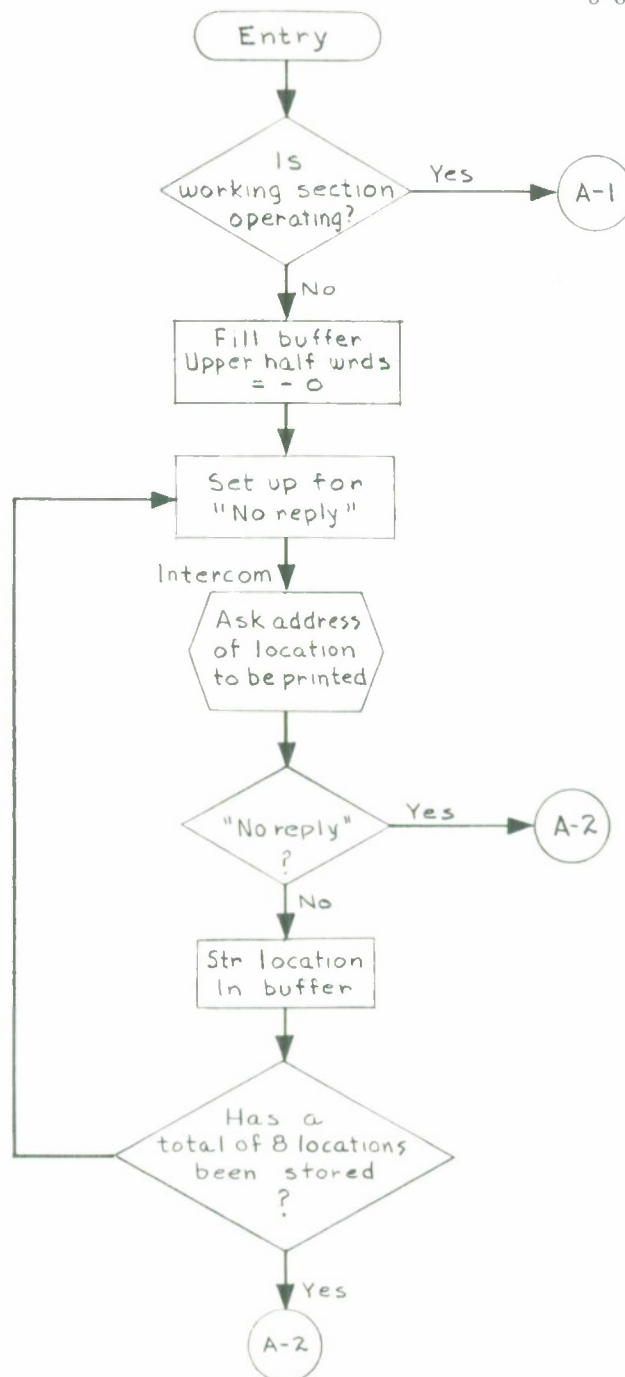 Entry
Is
working section
operating?
Yes
A-1
No
Fill buffer
Upper half wrds
= - 0
Set up for
"No reply"
Intercom
Ask address
of location
to be printed
"No reply"
?
Yes
A-2
No
Str location
In buffer
Has a
total of 8 locations
been stored
?
Yes
A-2